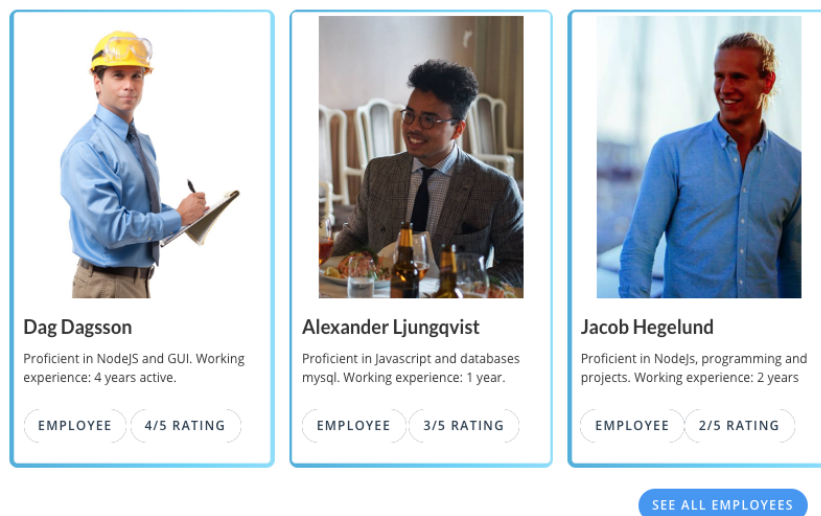 Dag Dagsson
Proficient in NodeJS and GUI. Working
experience: 4 years active.
EMPLOYEE
4/5 RATING
Alexander Ljungqvist
Proficient in Javascript and databases
mysql. Working experience: 1 year.
EMPLOYEE
3/5 RATING
Jacob Hegelund
Proficient in NodeJs, programming and
projects. Working experience: 2 years
EMPLOYEE
2/5 RATING
SEE ALL EMPLOYEES